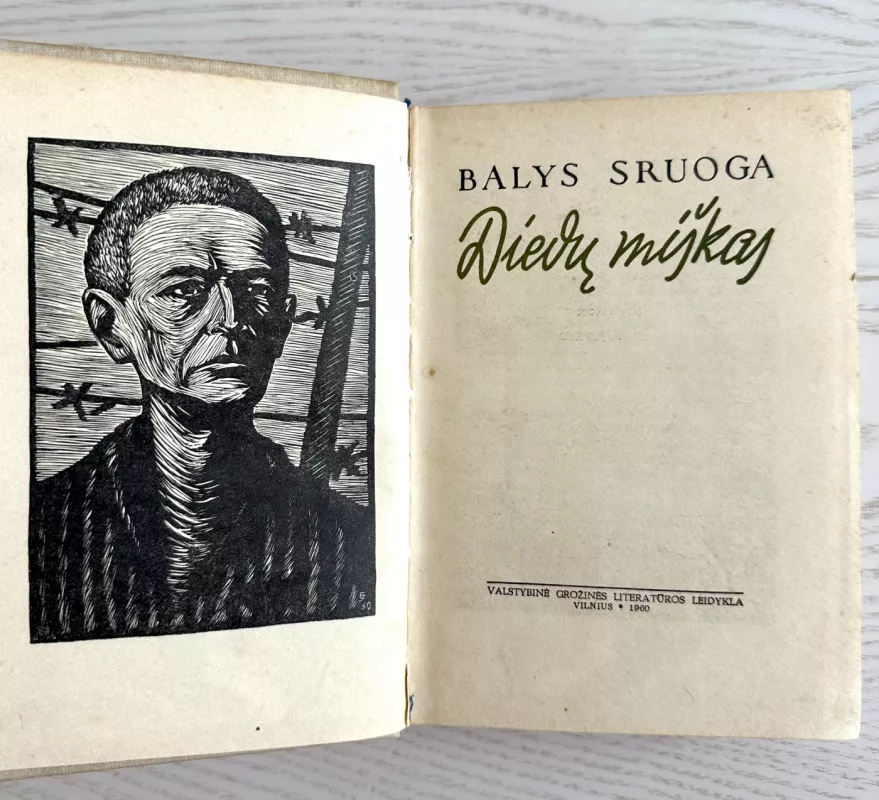 BALYS SRUOGA
Dievų miškas
VALSTYBINĖ GROŽINĖS LITERATŪROS LEIDYKLA
VILNIUS • 1960